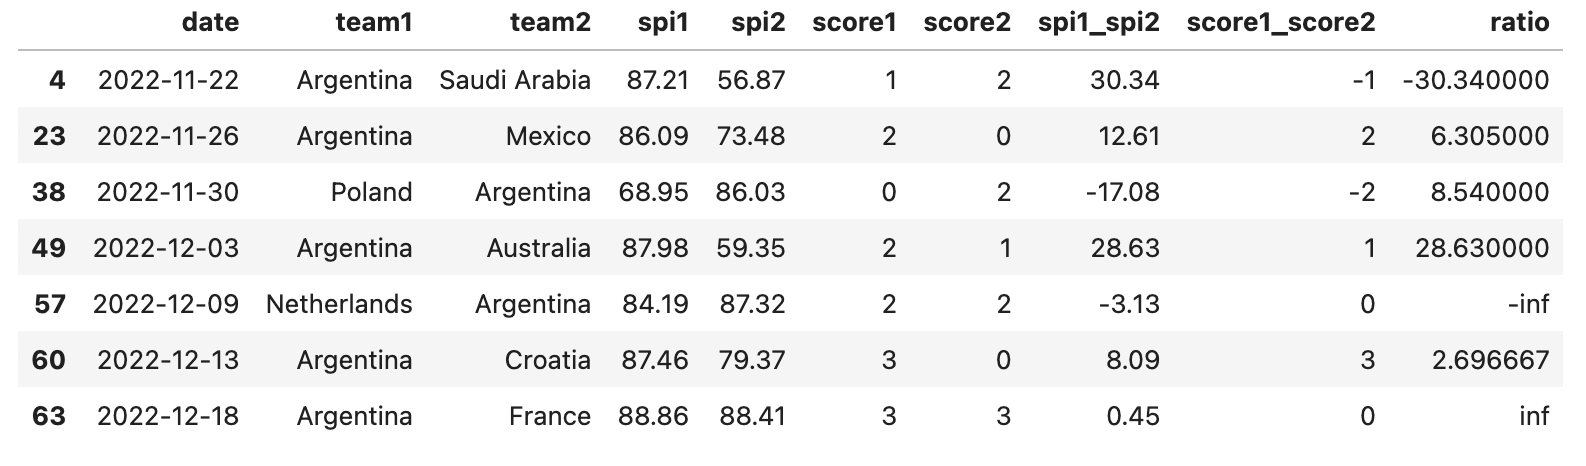 date team1 team2 spi1 spi2 score1 score2 spi1_spi2 score1_score2 ratio
4 2022-11-22 Argentina Saudi Arabia 87.21 56.87 1 2 30.34 -1 -30.340000
23 2022-11-26 Argentina Mexico 86.09 73.48 2 0 12.61 2 6.305000
38 2022-11-30 Poland Argentina 68.95 86.03 0 2 -17.08 -2 8.540000
49 2022-12-03 Argentina Australia 87.98 59.35 2 1 28.63 1 28.630000
57 2022-12-09 Netherlands Argentina 84.19 87.32 2 2 -3.13 0 -inf
60 2022-12-13 Argentina Croatia 87.46 79.37 3 0 8.09 3 2.696667
63 2022-12-18 Argentina France 88.86 88.41 3 3 0.45 0 inf